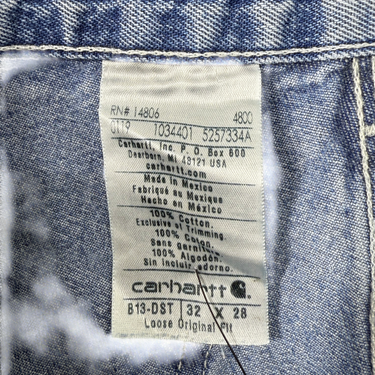 RN# 14806 4800
0119 1034401 5257334A
Carhartt, Inc. P.O. Box 600
Dearborn, MI 48121 USA
carhartt.com
Made in Mexico
Fabriqué au Mexique
Hecho en México
100% Cotton.
Exclusive of Trimming
100% Coton.
Sans garniture.
100% Algodón.
Sin incluir adorno.
carhartt
B13-DST 32 X 28
Loose Original Fit